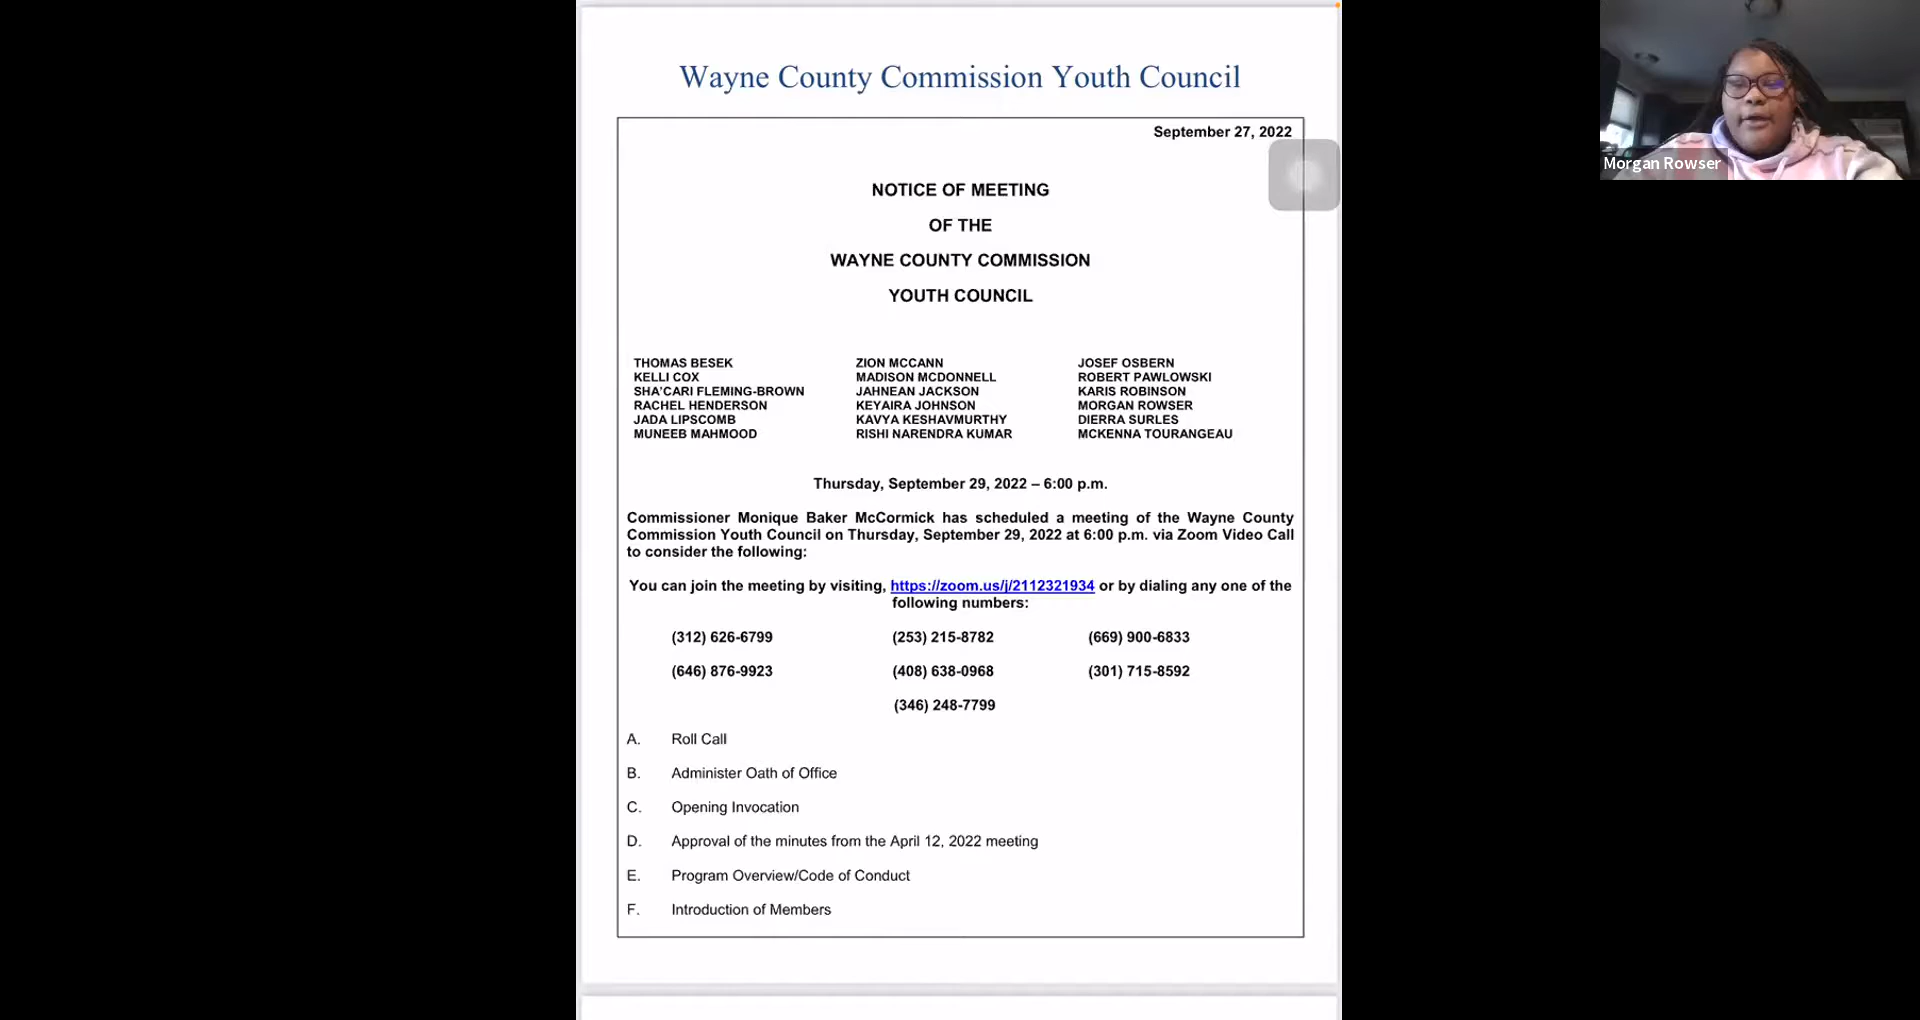 Wayne County Commission Youth Council
September 27, 2022
NOTICE OF MEETING
OF THE
WAYNE COUNTY COMMISSION
YOUTH COUNCIL
THOMAS BESEK ZION MCCANN JOSEF OSBERN
KELLI COX MADISON MCDONNELL ROBERT PAWLOWSKI
SHA'CARI FLEMING-BROWN JAHNEAN JACKSON KARIS ROBINSON
RACHEL HENDERSON KEYAIRA JOHNSON MORGAN ROWSER
JADA LIPSCOMB KAVYA KESHAVMURTHY DIERRA SURLES
MUNEEB MAHMOOD RISHI NARENDRA KUMAR MCKENNA TOURANGEAU
Thursday, September 29, 2022 – 6:00 p.m.
Commissioner Monique Baker McCormick has scheduled a meeting of the Wayne County
Commission Youth Council on Thursday, September 29, 2022 at 6:00 p.m. via Zoom Video Call
to consider the following:
You can join the meeting by visiting, https://zoom.us/j/2112321934 or by dialing any one of the
following numbers:
(312) 626-6799 (253) 215-8782 (669) 900-6833
(646) 876-9923 (408) 638-0968 (301) 715-8592
(346) 248-7799
A. Roll Call
B. Administer Oath of Office
C. Opening Invocation
D. Approval of the minutes from the April 12, 2022 meeting
E. Program Overview/Code of Conduct
F. Introduction of Members
Morgan Rowser